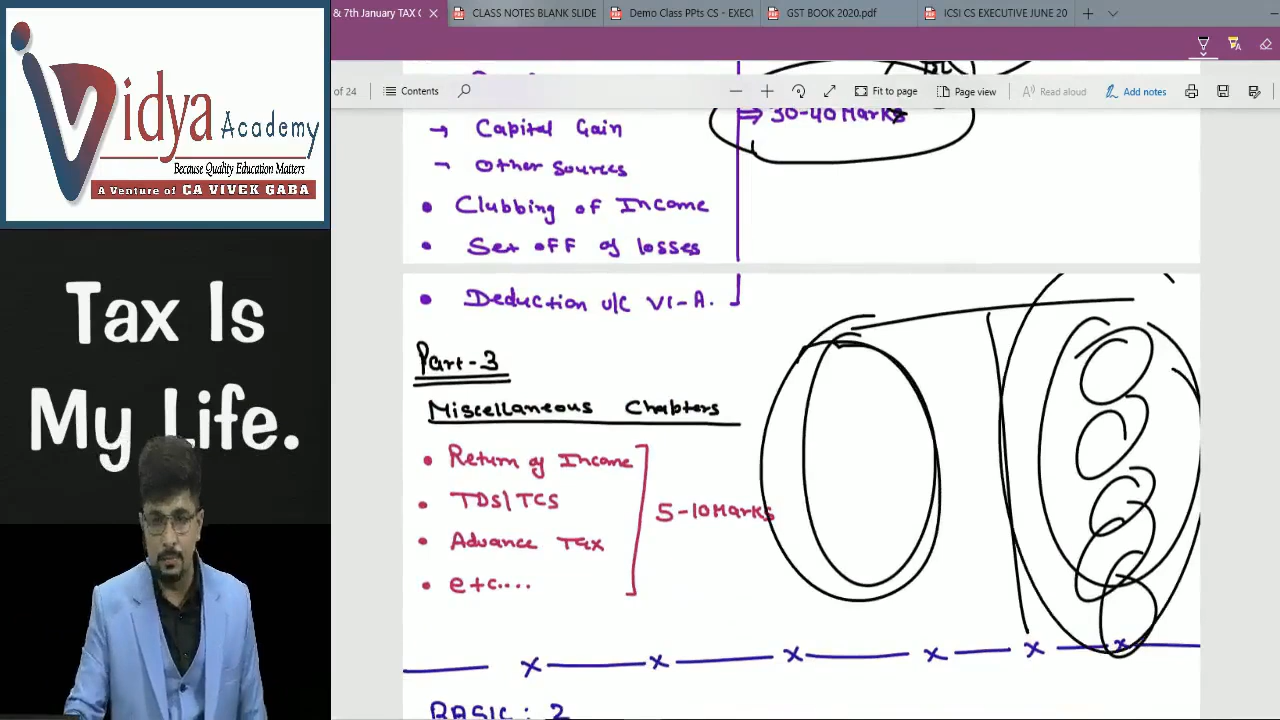 & 7th January TAX C
CLASS NOTES BLANK SLIDE
Demo Class PPts CS - EXECU
GST BOOK 2020.pdf
ICSI CS EXECUTIVE JUNE 20
of 24
Contents
Fit to page
Page view
Read aloud
Add notes
Vidya Academy
Because Quality Education Matters
A Venture of CA VIVEK GABA
Tax Is
My Life.
⇒ 30-40 Marks
→ Capital Gain
Other Sources
• Clubbing of Income
• Set off of losses
• Deduction u/c VI-A.
Part-3
Miscellaneous Chapters
• Return of Income
• TDS/TCS
• Advance Tax
• etc....
5-10 Marks
x x x x x x
BASIC: 2